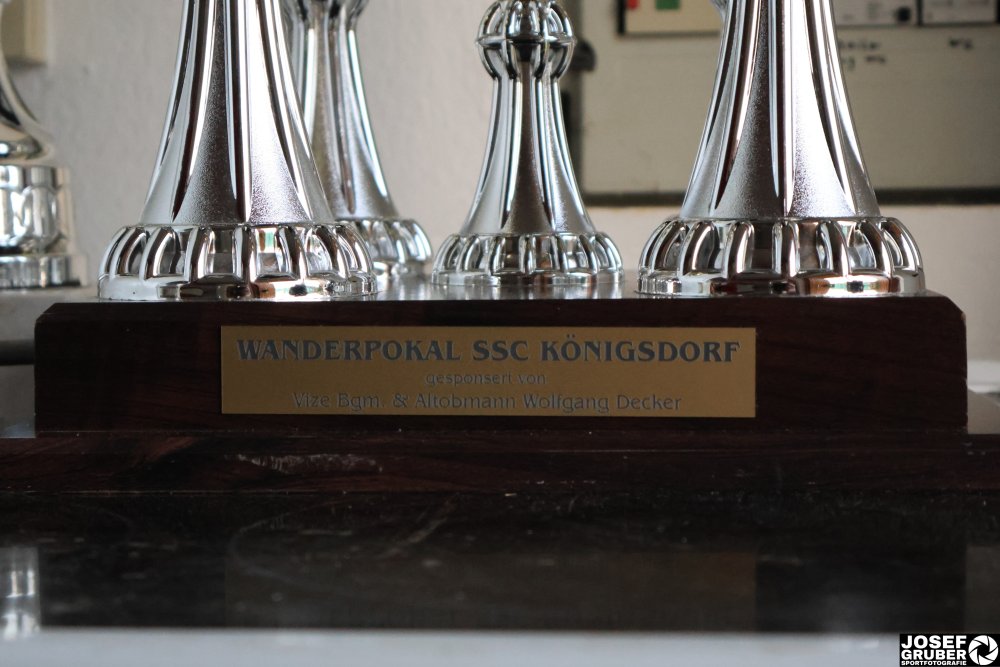 WANDERPOKAL SSC KÖNIGSDORF
gesponsert von
Vize Bgm. & Altobmann Wolfgang Decker
JOSEF
GRUBER
SPORTFOTOGRAFIE